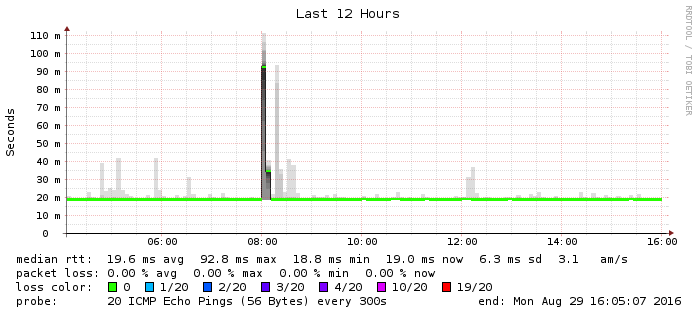 Last 12 Hours
RRDTOOL / TOBI OETIKER
Seconds
110 m
100 m
90 m
80 m
70 m
60 m
50 m
40 m
30 m
20 m
10 m
0
06:00 08:00 10:00 12:00 14:00 16:00
median rtt: 19.6 ms avg 92.8 ms max 18.8 ms min 19.0 ms now 6.3 ms sd 3.1 am/s
packet loss: 0.00 % avg 0.00 % max 0.00 % min 0.00 % now
loss color: 0 1/20 2/20 3/20 4/20 10/20 19/20
probe: 20 ICMP Echo Pings (56 Bytes) every 300s end: Mon Aug 29 16:05:07 2016